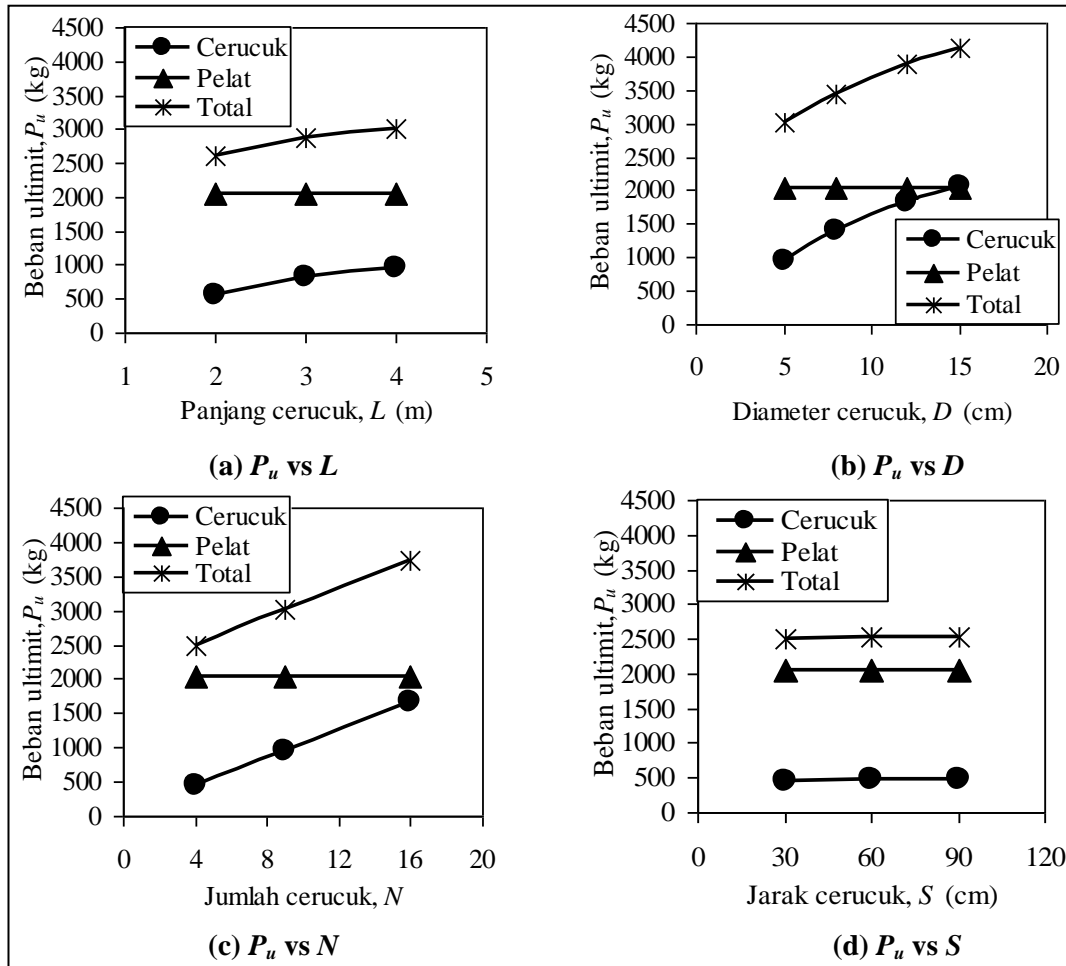 4500
4000
3500
3000
2500
2000
1500
1000
500
0
Beban ultimit,Pu (kg)
Cerucuk
Pelat
Total
1 2 3 4 5
Panjang cerucuk, L (m)
(a) Pu vs L
4500
4000
3500
3000
2500
2000
1500
1000
500
0
Beban ultimit,Pu (kg)
Cerucuk
Pelat
Total
0 5 10 15 20
Diameter cerucuk, D (cm)
(b) Pu vs D
4500
4000
3500
3000
2500
2000
1500
1000
500
0
Beban ultimit,Pu (kg)
Cerucuk
Pelat
Total
0 4 8 12 16 20
Jumlah cerucuk, N
(c) Pu vs N
4500
4000
3500
3000
2500
2000
1500
1000
500
0
Beban ultimit,Pu (kg)
Cerucuk
Pelat
Total
0 30 60 90 120
Jarak cerucuk, S (cm)
(d) Pu vs S